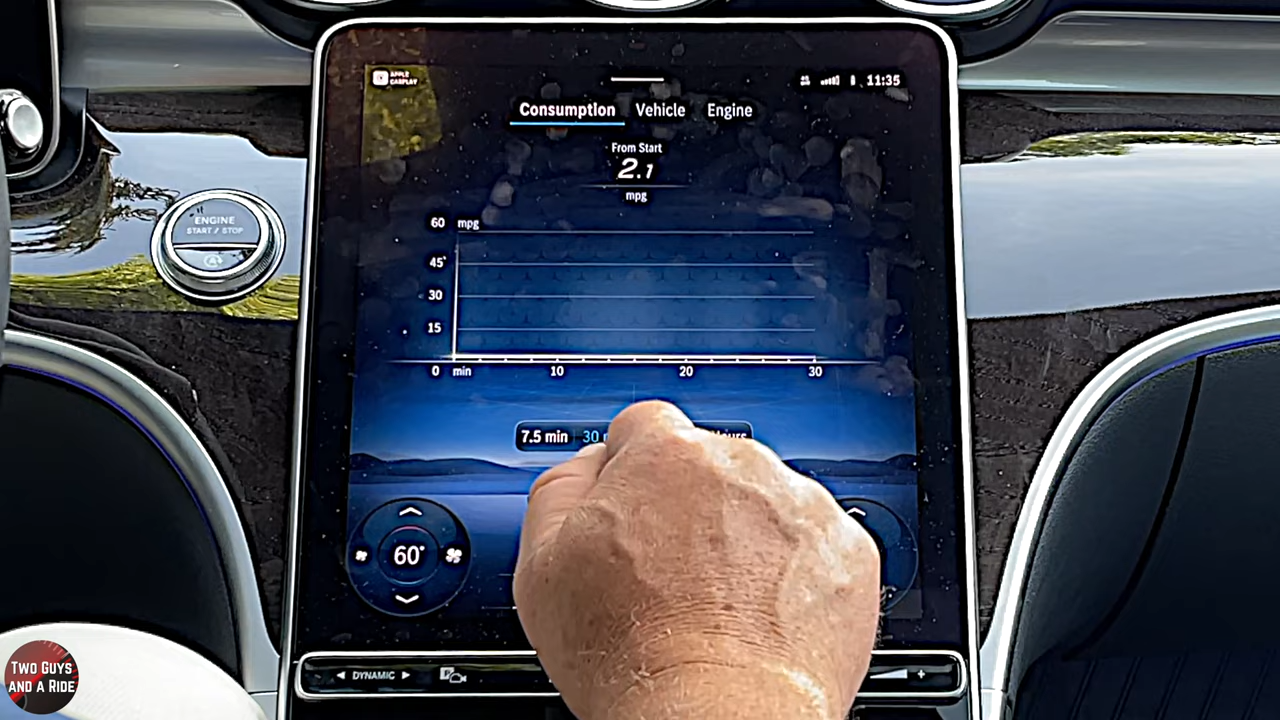 APPLE
CARPLAY
11:35
Consumption Vehicle Engine
From Start
2.1
mpg
60 mpg
45
30
15
0 min 10 20 30
7.5 min 30
ENGINE
START / STOP
60°
DYNAMIC
+
TWO GUYS
AND A RIDE